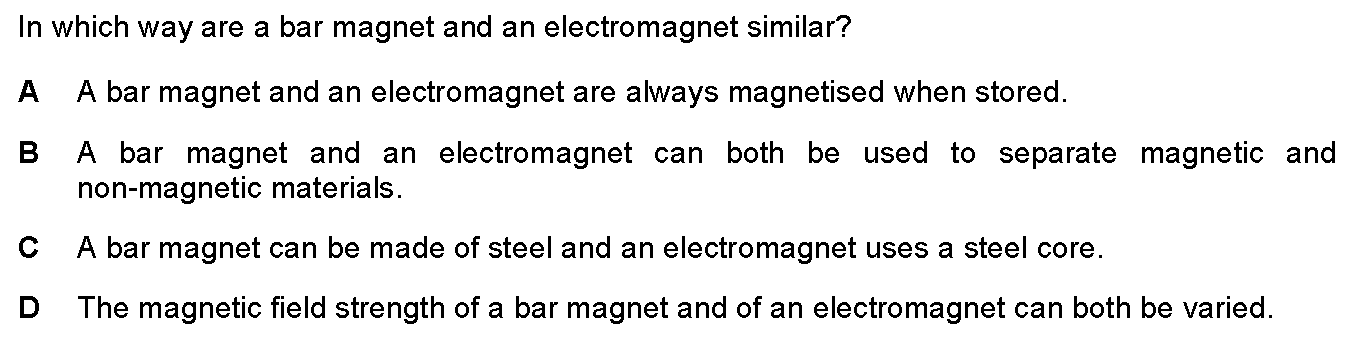 In which way are a bar magnet and an electromagnet similar?
A A bar magnet and an electromagnet are always magnetised when stored.
B A bar magnet and an electromagnet can both be used to separate magnetic and
non-magnetic materials.
C A bar magnet can be made of steel and an electromagnet uses a steel core.
D The magnetic field strength of a bar magnet and of an electromagnet can both be varied.